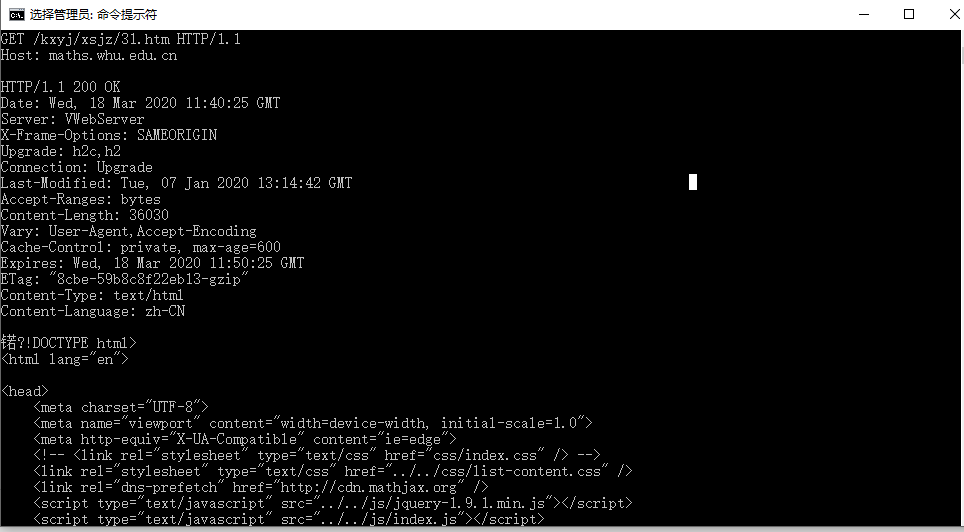 选择管理员: 命令提示符
GET /kxyj/xsjz/31.htm HTTP/1.1
Host: maths.whu.edu.cn
HTTP/1.1 200 OK
Date: Wed, 18 Mar 2020 11:40:25 GMT
Server: VWebServer
X-Frame-Options: SAMEORIGIN
Upgrade: h2c,h2
Connection: Upgrade
Last-Modified: Tue, 07 Jan 2020 13:14:42 GMT
Accept-Ranges: bytes
Content-Length: 36030
Vary: User-Agent,Accept-Encoding
Cache-Control: private, max-age=600
Expires: Wed, 18 Mar 2020 11:50:25 GMT
ETag: "8cbe-59b8c8f22eb13-gzip"
Content-Type: text/html
Content-Language: zh-CN
锘?!DOCTYPE html>
<html lang="en">
<head>
    <meta charset="UTF-8">
    <meta name="viewport" content="width=device-width, initial-scale=1.0">
    <meta http-equiv="X-UA-Compatible" content="ie=edge">
    <!-- <link rel="stylesheet" type="text/css" href="css/index.css" /> -->
    <link rel="stylesheet" type="text/css" href="../../css/list-content.css" />
    <link rel="dns-prefetch" href="http://cdn.mathjax.org" />
    <script type="text/javascript" src="../../js/jquery-1.9.1.min.js"></script>
    <script type="text/javascript" src="../../js/index.js"></script>